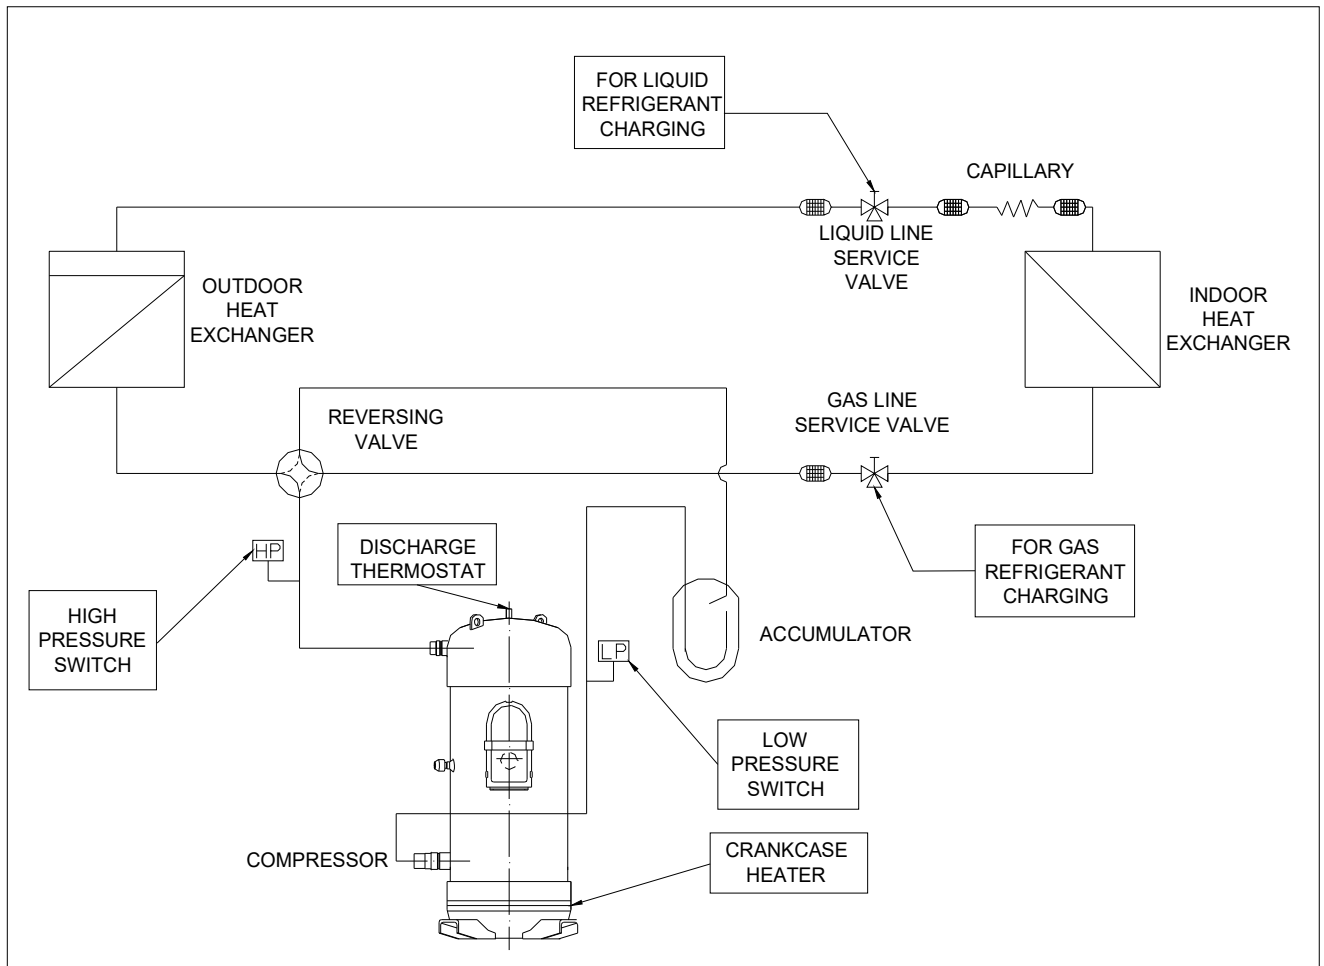 FOR LIQUID
REFRIGERANT
CHARGING
CAPILLARY
LIQUID LINE
SERVICE
VALVE
OUTDOOR
HEAT
EXCHANGER
INDOOR
HEAT
EXCHANGER
REVERSING
VALVE
GAS LINE
SERVICE VALVE
HP
DISCHARGE
THERMOSTAT
FOR GAS
REFRIGERANT
CHARGING
HIGH
PRESSURE
SWITCH
LP
ACCUMULATOR
LOW
PRESSURE
SWITCH
COMPRESSOR
CRANKCASE
HEATER